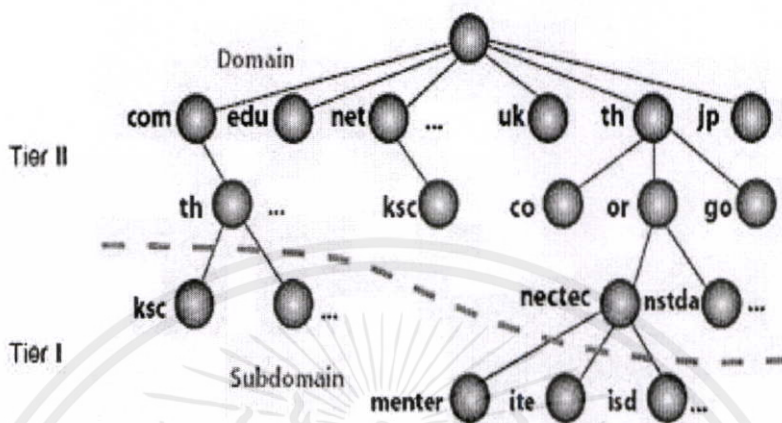 Domain
com edu net ... uk th jp
Tier II
th ... ksc co or go
ksc ... nectec nstda ...
Tier I
Subdomain
menter ite isd ...